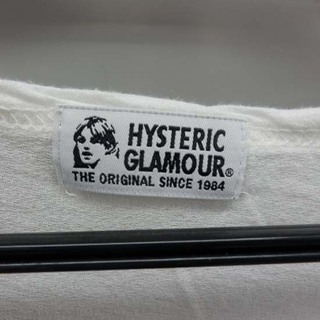 HYSTERIC
GLAMOUR®
THE ORIGINAL SINCE 1984